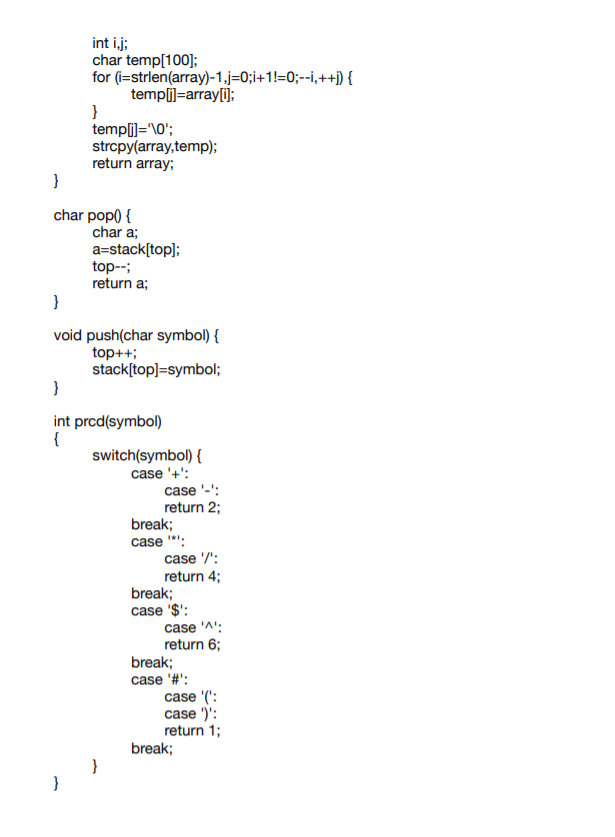 int i,j;
char temp[100];
for (i=strlen(array)-1,j=0;i+1!=0;--i,++j) {
temp[j]=array[i];
}
temp[j]='\0';
strcpy(array,temp);
return array;
}
char pop() {
char a;
a=stack[top];
top--;
return a;
}
void push(char symbol) {
top++;
stack[top]=symbol;
}
int prcd(symbol)
{
switch(symbol) {
case '+':
case '-':
return 2;
break;
case '*':
case '/':
return 4;
break;
case '$':
case '^':
return 6;
break;
case '#':
case '(':
case ')':
return 1;
break;
}
}